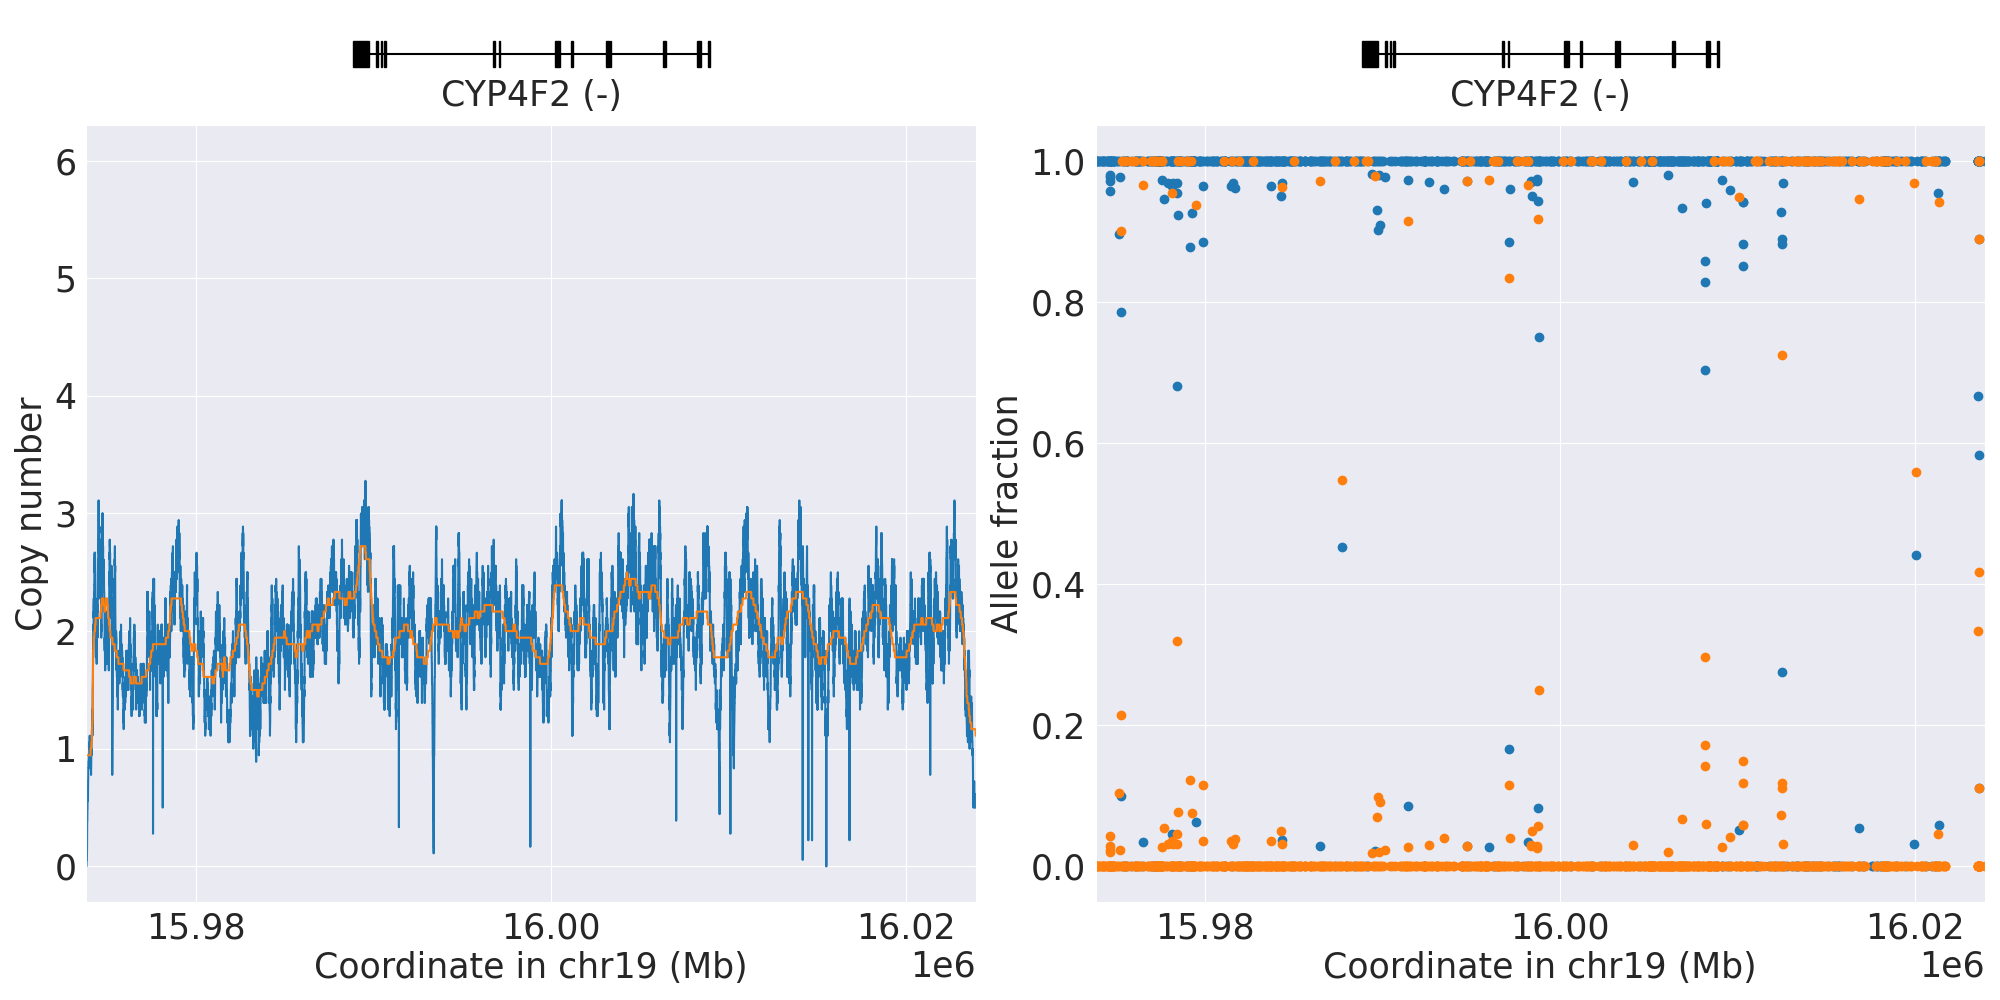 CYP4F2 (-)
CYP4F2 (-)
6
5
4
3
2
1
0
Copy number
15.98
16.00
16.02
Coordinate in chr19 (Mb)
1e6
1.0
0.8
0.6
0.4
0.2
0.0
Allele fraction
15.98
16.00
16.02
Coordinate in chr19 (Mb)
1e6